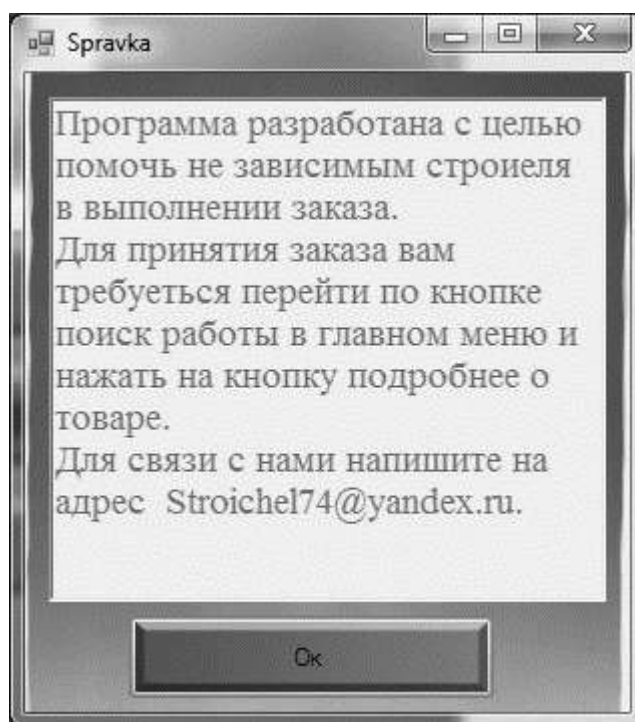 Spravka
Программа разработана с целью
помочь не зависимым строиеля
в выполнении заказа.
Для принятия заказа вам
требуеться перейти по кнопке
поиск работы в главном меню и
нажать на кнопку подробнее о
товаре.
Для связи с нами напишите на
адрес  Stroichel74@yandex.ru.
Ок